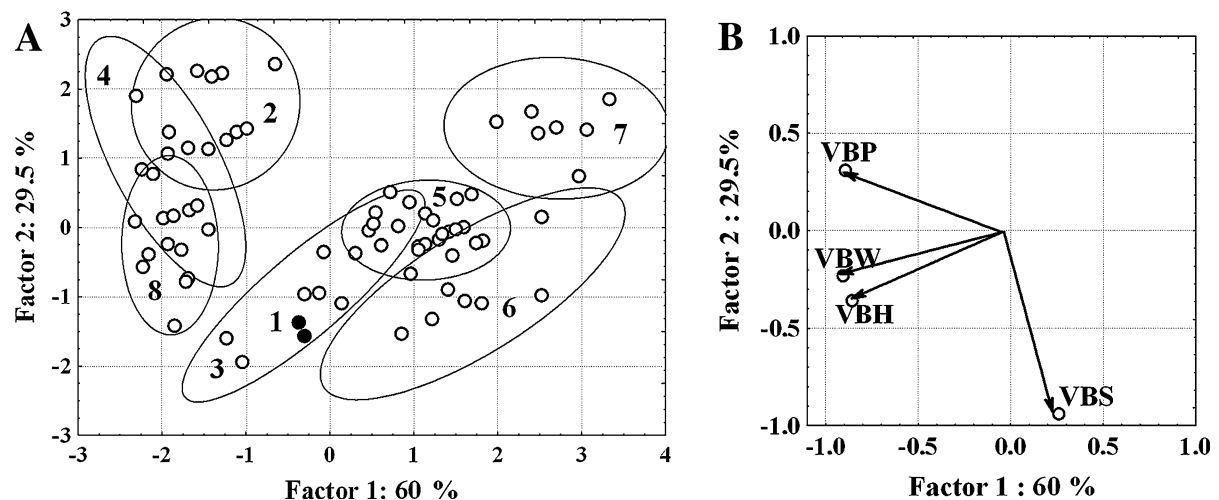 A
3
2
1
0
-1
-2
-3
Factor 2: 29.5 %
-3 -2 -1 0 1 2 3 4
Factor 1: 60 %
4
2
7
5
8
1
3
6
B
1.0
0.5
0.0
-0.5
-1.0
Factor 2 : 29.5%
-1.0 -0.5 0.0 0.5 1.0
Factor 1 : 60 %
VBP
VBW
VBH
VBS